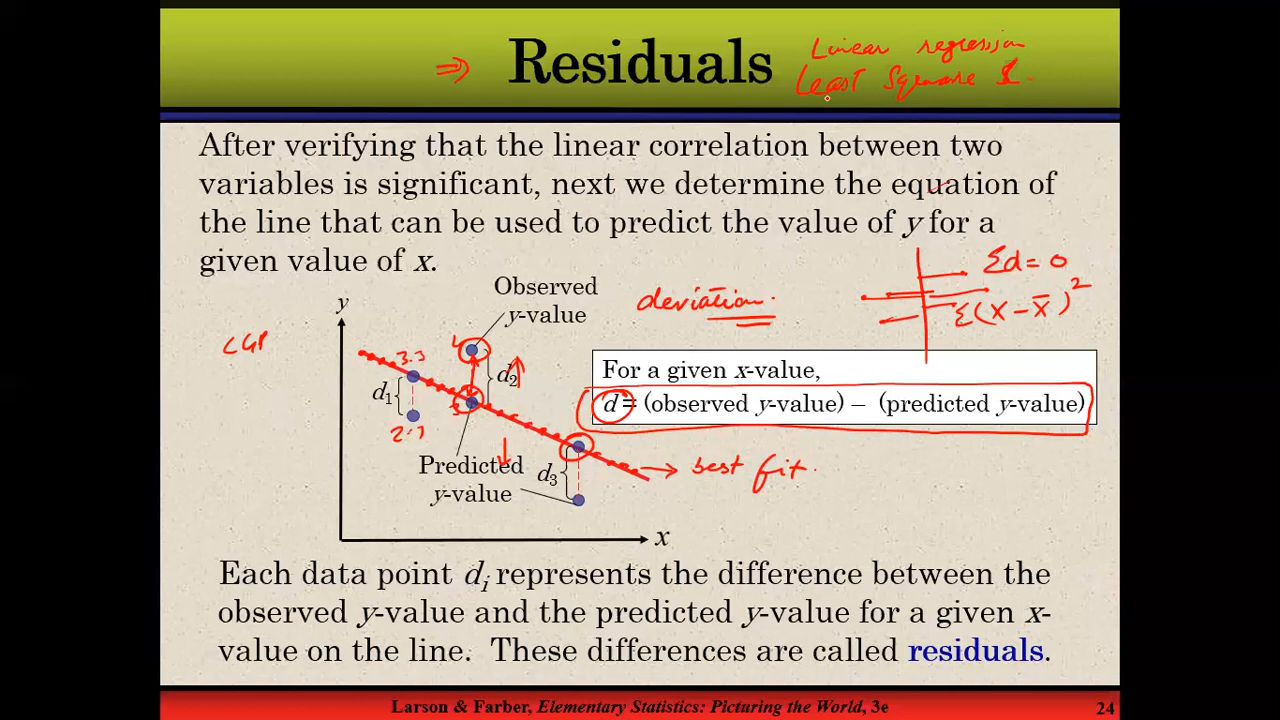 ⇒ Residuals
Linear regression
Least Square
After verifying that the linear correlation between two
variables is significant, next we determine the equation of
the line that can be used to predict the value of y for a
given value of x.
Σd = 0
Σ(X − X̄)²
deviation.
y
Observed
y-value
CGP
3.3
d₁
2.7
d₂
For a given x-value,
d = (observed y-value) − (predicted y-value)
Predicted
y-value
d₃
→ best fit.
x
Each data point dᵢ represents the difference between the
observed y-value and the predicted y-value for a given x-
value on the line. These differences are called residuals.
Larson & Farber, Elementary Statistics: Picturing the World, 3e
24